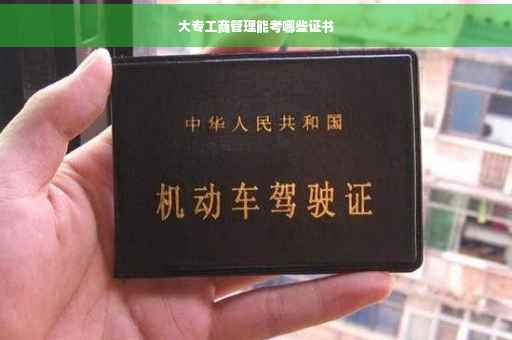 大专工商管理能考哪些证书
中华人民共和国
机动车驾驶证